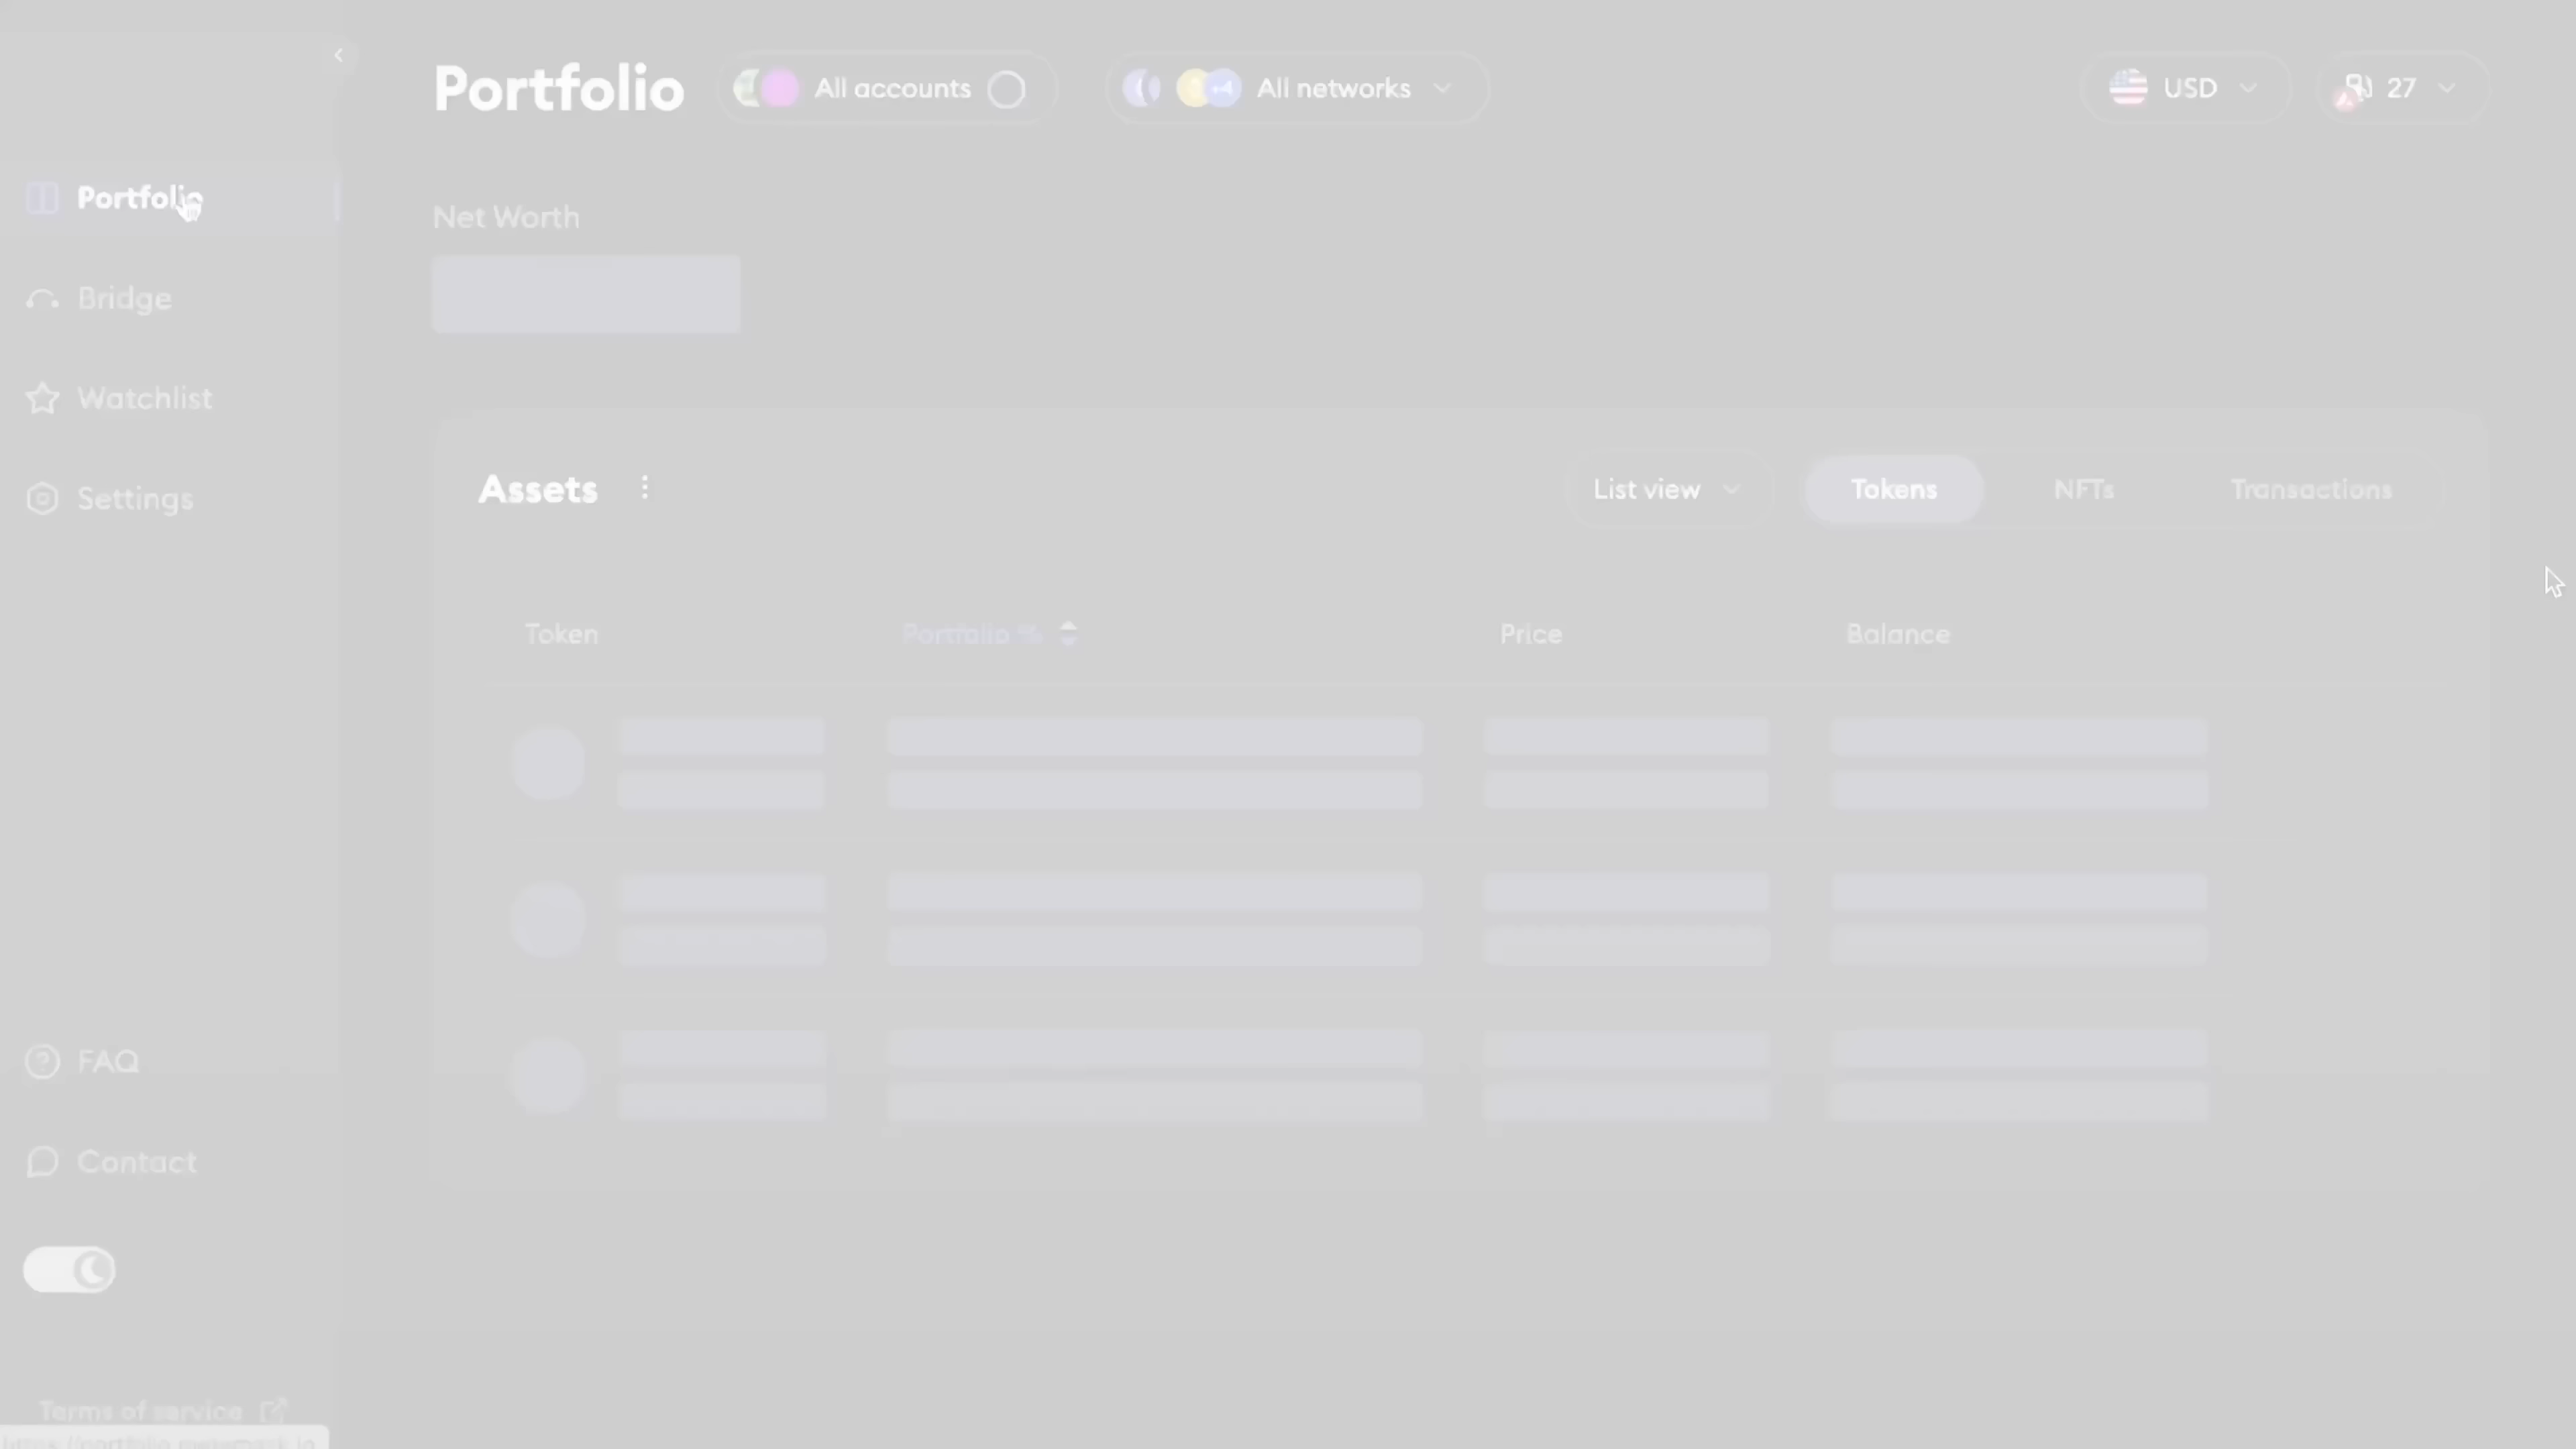 Portfolio
All accounts
All networks
USD
27
Portfolio
Bridge
Watchlist
Settings
FAQ
Contact
Terms of service
Net Worth
Assets
List view
Tokens
NFTs
Transactions
Token
Portfolio %
Price
Balance